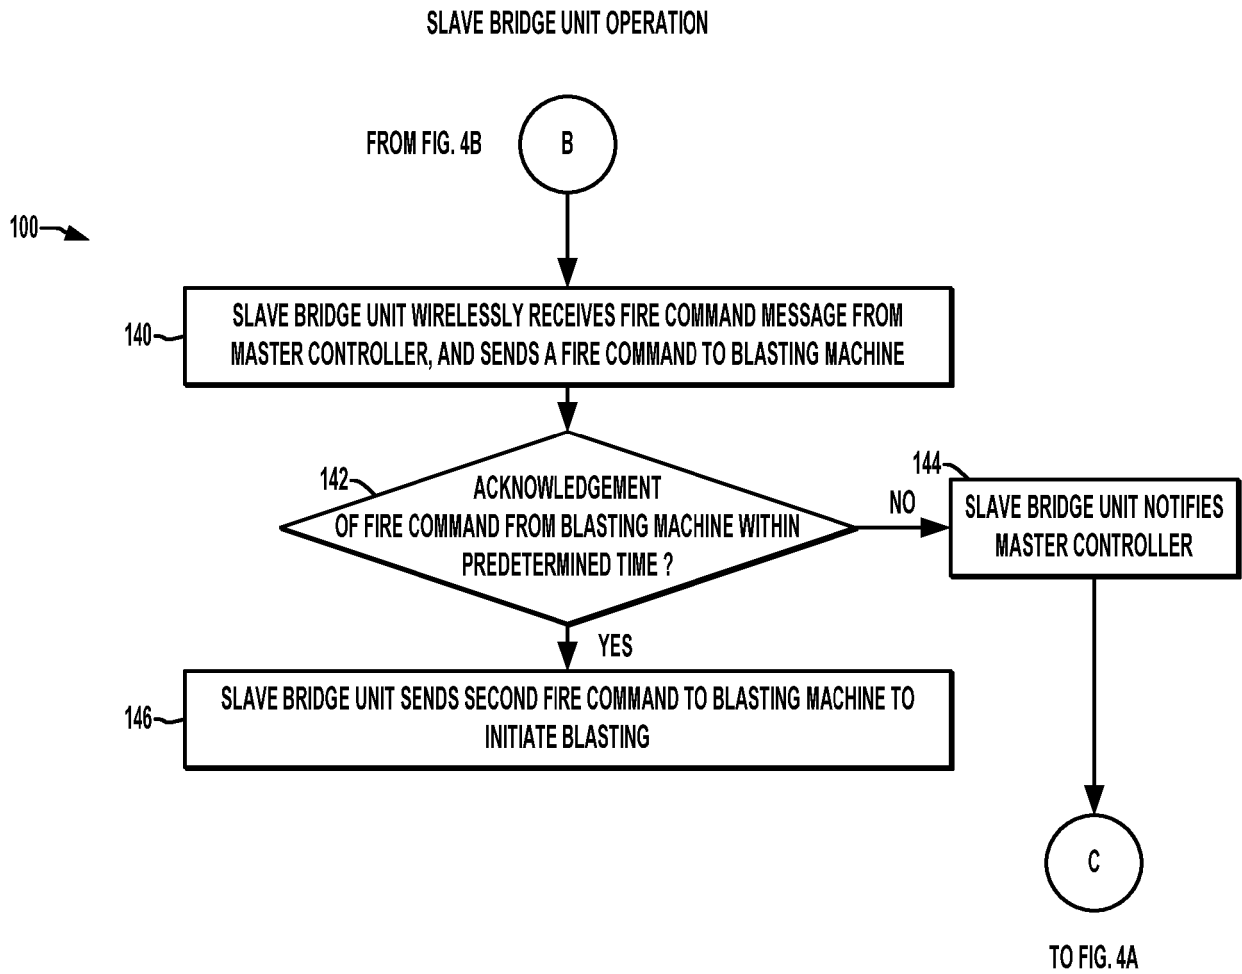 SLAVE BRIDGE UNIT OPERATION
FROM FIG. 4B
B
100
140
SLAVE BRIDGE UNIT WIRELESSLY RECEIVES FIRE COMMAND MESSAGE FROM
MASTER CONTROLLER, AND SENDS A FIRE COMMAND TO BLASTING MACHINE
142
ACKNOWLEDGEMENT
OF FIRE COMMAND FROM BLASTING MACHINE WITHIN
PREDETERMINED TIME ?
NO
144
SLAVE BRIDGE UNIT NOTIFIES
MASTER CONTROLLER
YES
146
SLAVE BRIDGE UNIT SENDS SECOND FIRE COMMAND TO BLASTING MACHINE TO
INITIATE BLASTING
C
TO FIG. 4A